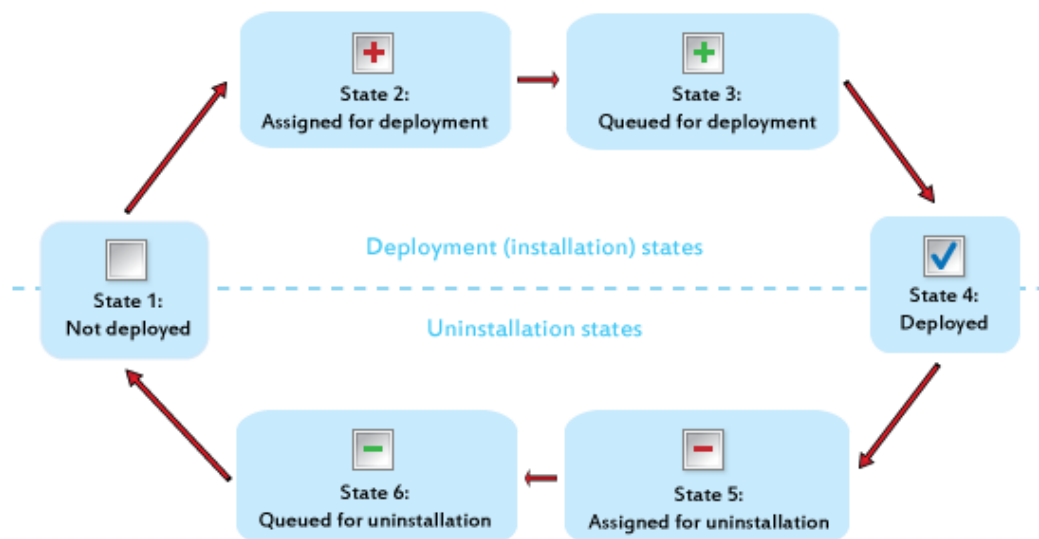 State 2:
Assigned for deployment
State 3:
Queued for deployment
State 1:
Not deployed
Deployment (installation) states
State 4:
Deployed
Uninstallation states
State 6:
Queued for uninstallation
State 5:
Assigned for uninstallation